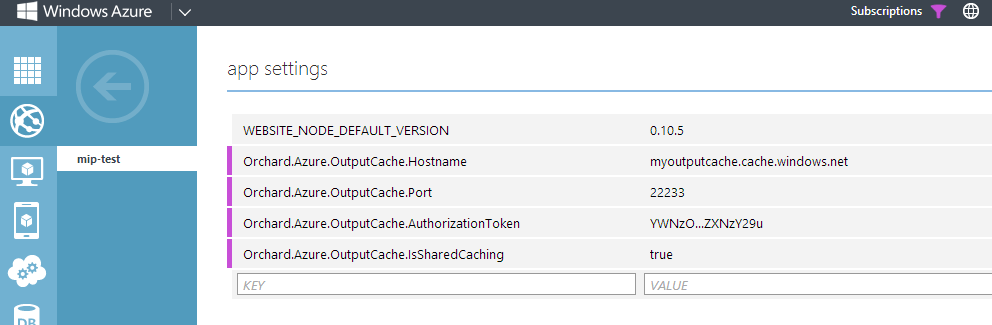 Windows Azure
Subscriptions
app settings
mip-test
WEBSITE_NODE_DEFAULT_VERSION 0.10.5
Orchard.Azure.OutputCache.Hostname myoutputcache.cache.windows.net
Orchard.Azure.OutputCache.Port 22233
Orchard.Azure.OutputCache.AuthorizationToken YWNzO...ZXNzY29u
Orchard.Azure.OutputCache.IsSharedCaching true
KEY VALUE
DB